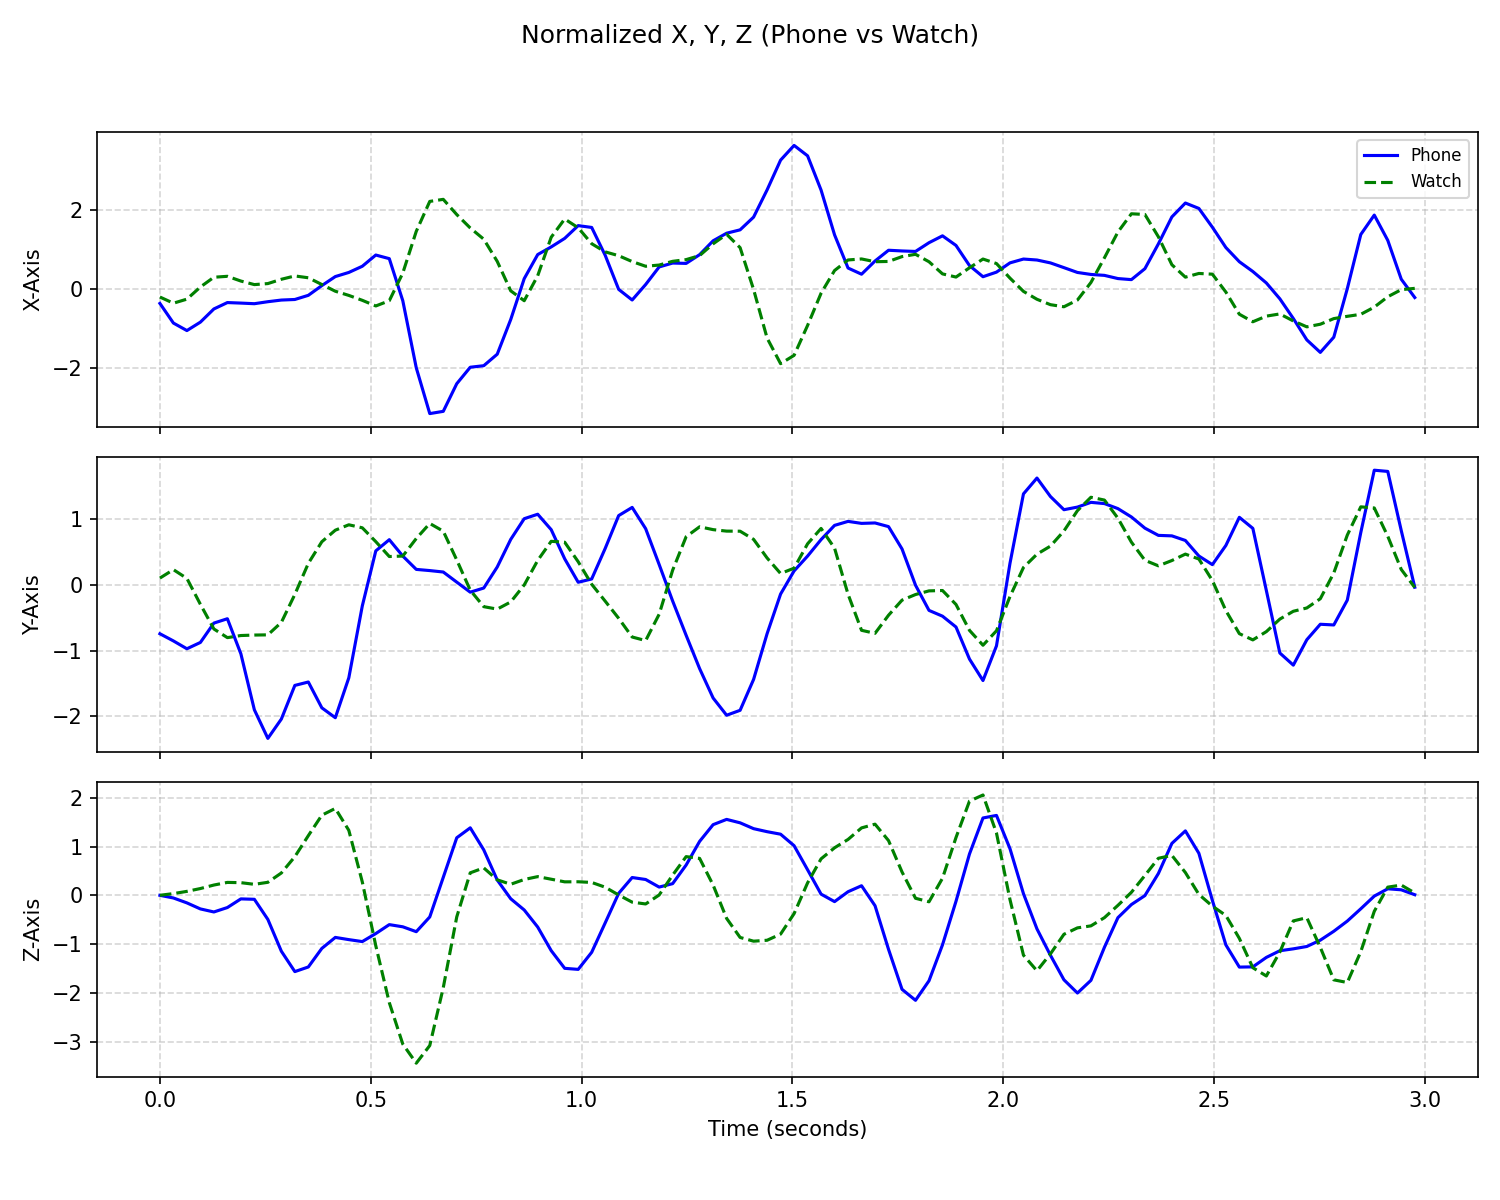 Normalized X, Y, Z (Phone vs Watch)
X-Axis
2
0
−2
Phone
Watch
Y-Axis
1
0
−1
−2
Z-Axis
2
1
0
−1
−2
−3
0.0 0.5 1.0 1.5 2.0 2.5 3.0
Time (seconds)